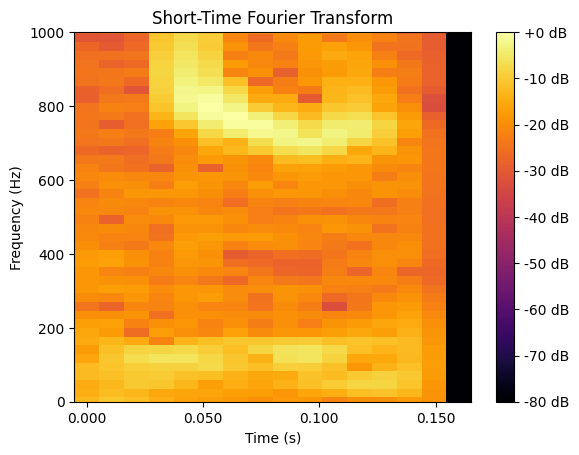 Short-Time Fourier Transform
1000
800
600
400
200
0
Frequency (Hz)
0.000
0.050
0.100
0.150
Time (s)
+0 dB
-10 dB
-20 dB
-30 dB
-40 dB
-50 dB
-60 dB
-70 dB
-80 dB